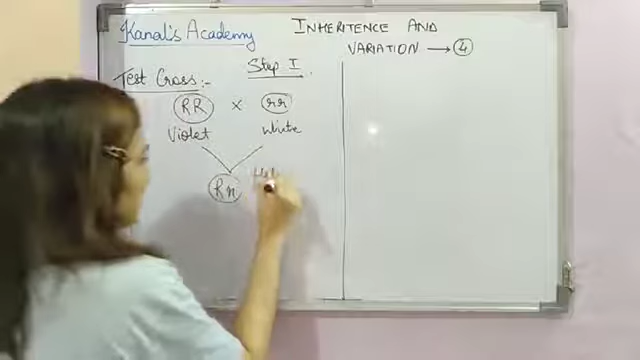 Kanal's Academy
INHERITENCE AND
VARIATION → 4
Test Cross :-
Step I.
RR × rr
Violet
White
Rr